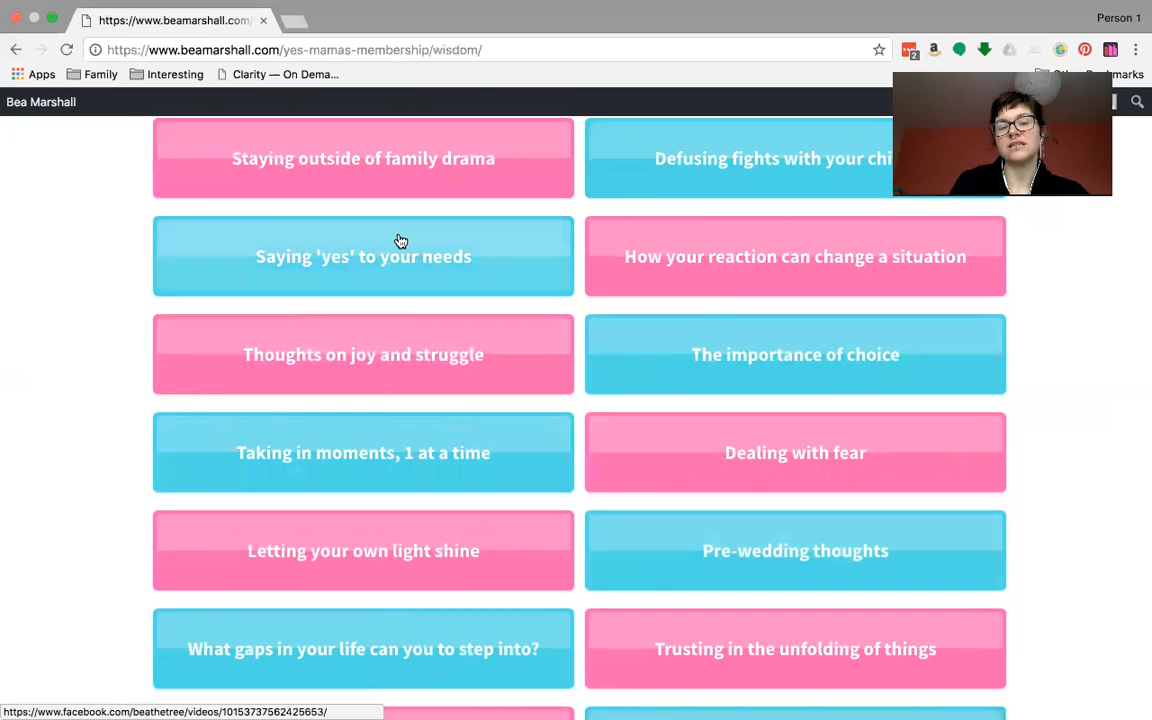 https://www.beamarshall.com/
Person 1
https://www.beamarshall.com/yes-mamas-membership/wisdom/
2
Apps
Family
Interesting
Clarity — On Dema...
Bea Marshall
Staying outside of family drama
Defusing fights with your chi
Saying 'yes' to your needs
How your reaction can change a situation
Thoughts on joy and struggle
The importance of choice
Taking in moments, 1 at a time
Dealing with fear
Letting your own light shine
Pre-wedding thoughts
What gaps in your life can you to step into?
Trusting in the unfolding of things
https://www.facebook.com/beathetree/videos/10153737562425653/